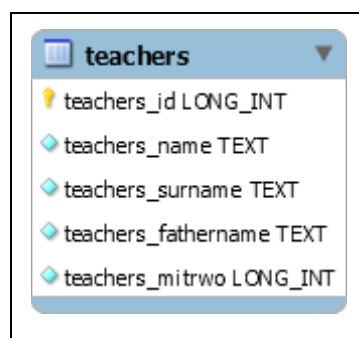 teachers
teachers_id LONG_INT
teachers_name TEXT
teachers_surname TEXT
teachers_fathername TEXT
teachers_mitrwo LONG_INT